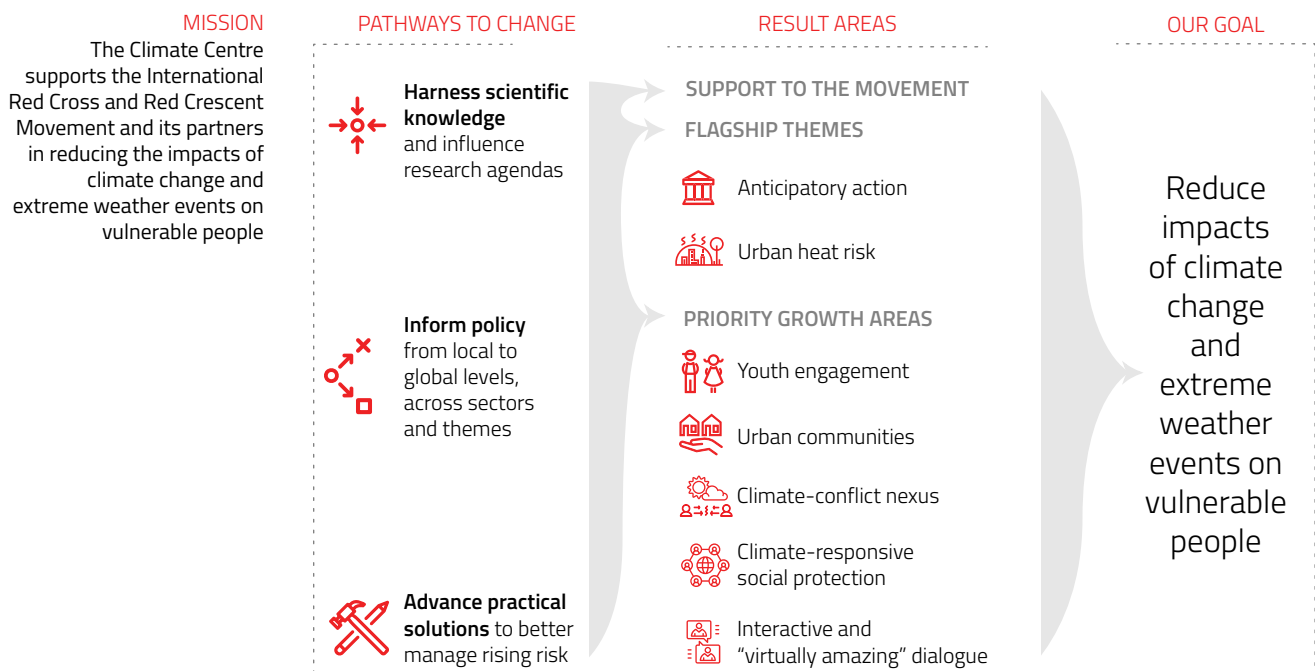 MISSION
The Climate Centre
supports the International
Red Cross and Red Crescent
Movement and its partners
in reducing the impacts of
climate change and
extreme weather events on
vulnerable people
PATHWAYS TO CHANGE
Harness scientific
knowledge
and influence
research agendas
Inform policy
from local to
global levels,
across sectors
and themes
Advance practical
solutions to better
manage rising risk
RESULT AREAS
SUPPORT TO THE MOVEMENT
FLAGSHIP THEMES
Anticipatory action
Urban heat risk
PRIORITY GROWTH AREAS
Youth engagement
Urban communities
Climate-conflict nexus
Climate-responsive
social protection
Interactive and
“virtually amazing” dialogue
OUR GOAL
Reduce
impacts
of climate
change
and
extreme
weather
events on
vulnerable
people